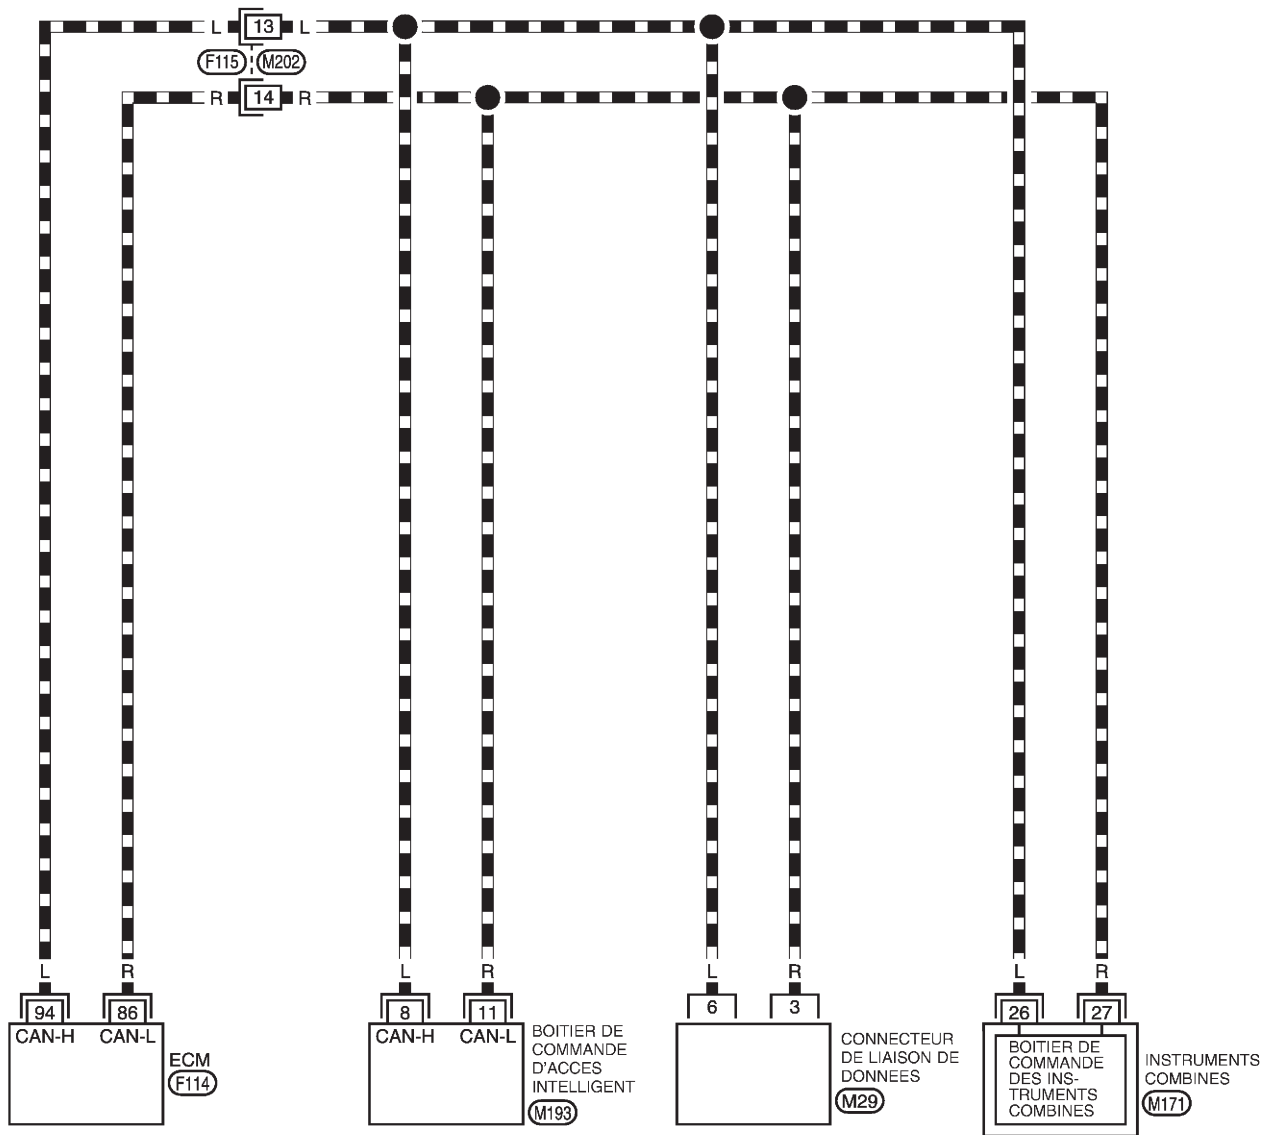 L 13 L
F115 M202
R 14 R
L R L R L R L R
94 86 8 11 6 3 26 27
CAN-H CAN-L
ECM
F114
CAN-H CAN-L
BOITIER DE
COMMANDE
D'ACCES
INTELLIGENT
M193
CONNECTEUR
DE LIAISON DE
DONNEES
M29
BOITIER DE
COMMANDE
DES INS-
TRUMENTS
COMBINES
INSTRUMENTS
COMBINES
M171